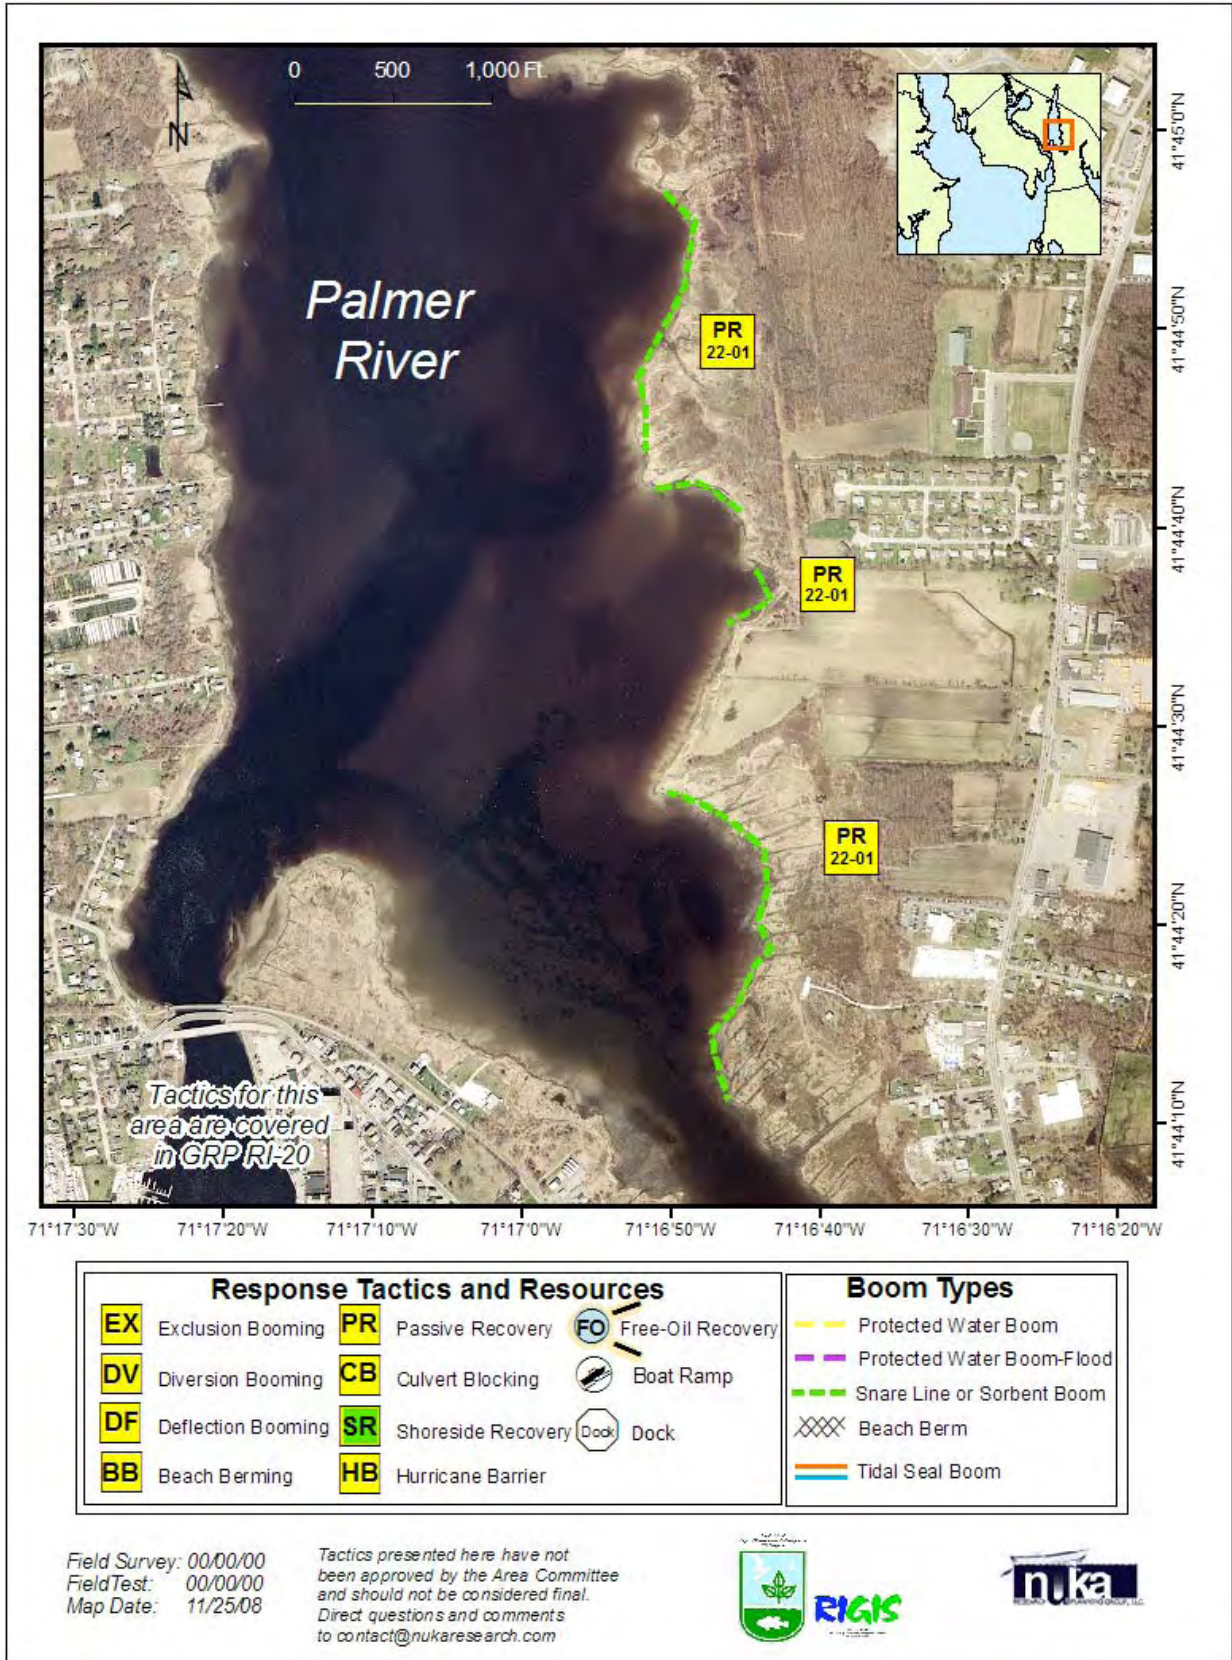 0 500 1,000 Ft.
N
Palmer
River
PR
22-01
PR
22-01
PR
22-01
Tactics for this
area are covered
in GRP RI-20
41°45'0"N
41°44'50"N
41°44'40"N
41°44'30"N
41°44'20"N
41°44'10"N
71°17'30"W 71°17'20"W 71°17'10"W 71°17'0"W 71°16'50"W 71°16'40"W 71°16'30"W 71°16'20"W
Response Tactics and Resources
EX Exclusion Booming PR Passive Recovery FO Free-Oil Recovery
DV Diversion Booming CB Culvert Blocking Boat Ramp
DF Deflection Booming SR Shoreside Recovery Dock Dock
BB Beach Berming HB Hurricane Barrier
Boom Types
Protected Water Boom
Protected Water Boom-Flood
Snare Line or Sorbent Boom
Beach Berm
Tidal Seal Boom
Field Survey: 00/00/00
FieldTest: 00/00/00
Map Date: 11/25/08
Tactics presented here have not
been approved by the Area Committee
and should not be considered final.
Direct questions and comments
to contact@nukaresearch.com
RIGIS
nuka